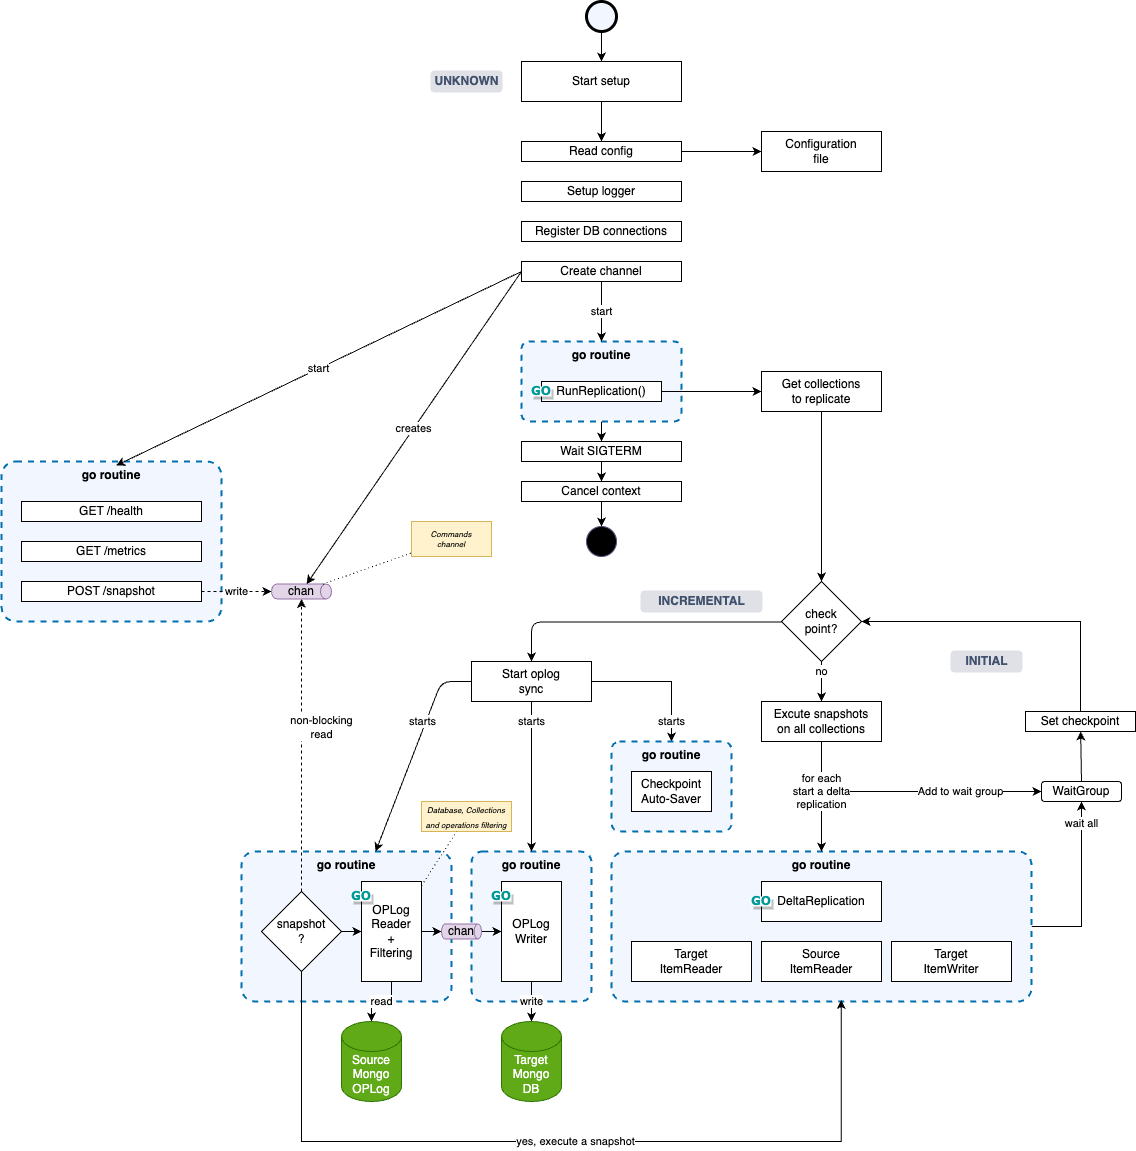 UNKNOWN
Start setup
Read config
Configuration
file
Setup logger
Register DB connections
Create channel
start
go routine
GO
RunReplication()
Get collections
to replicate
start
creates
Wait SIGTERM
Cancel context
go routine
GET /health
GET /metrics
POST /snapshot
write
chan
Commands
channel
INCREMENTAL
check
point?
INITIAL
no
Start oplog
sync
starts
starts
starts
non-blocking
read
Excute snapshots
on all collections
Set checkpoint
go routine
Checkpoint
Auto-Saver
for each
start a delta
replication
Add to wait group
WaitGroup
wait all
Database, Collections
and operations filtering
go routine
snapshot
?
GO
OPLog
Reader
+
Filtering
chan
go routine
GO
OPLog
Writer
go routine
GO
DeltaReplication
Target
ItemReader
Source
ItemReader
Target
ItemWriter
read
write
Source
Mongo
OPLog
Target
Mongo
DB
yes, execute a snapshot